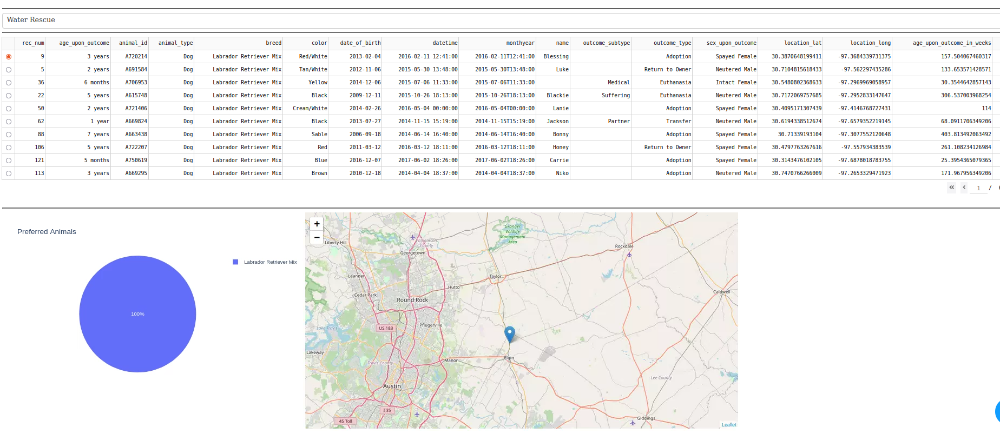 Water Rescue
rec_num age_upon_outcome animal_id animal_type breed color date_of_birth datetime monthyear name outcome_subtype outcome_type sex_upon_outcome location_lat location_long age_upon_outcome_in_weeks
9 3 years A720214 Dog Labrador Retriever Mix Red/White 2013-02-04 2016-02-11 12:41:00 2016-02-11T12:41:00 Blessing Adoption Spayed Female 30.3870648199411 -97.3684339731375 157.504067460317
5 2 years A691584 Dog Labrador Retriever Mix Tan/White 2012-11-06 2015-05-30 13:48:00 2015-05-30T13:48:00 Luke Return to Owner Neutered Male 30.7104815618433 -97.562297435286 133.653571428571
36 6 months A706953 Dog Labrador Retriever Mix Yellow 2014-12-06 2015-07-06 11:33:00 2015-07-06T11:33:00 Medical Euthanasia Intact Female 30.5480802368633 -97.2969969058957 30.3544642857143
22 5 years A615748 Dog Labrador Retriever Mix Black 2009-12-11 2015-10-26 18:13:00 2015-10-26T18:13:00 Blackie Suffering Euthanasia Neutered Male 30.7172069757685 -97.2952833147647 306.537003968254
50 2 years A721406 Dog Labrador Retriever Mix Cream/White 2014-02-26 2016-05-04 00:00:00 2016-05-04T00:00:00 Lanie Adoption Spayed Female 30.4095171307439 -97.4146768727431 114
62 1 year A669824 Dog Labrador Retriever Mix Black 2013-07-27 2014-11-15 15:19:00 2014-11-15T15:19:00 Jackson Partner Transfer Neutered Male 30.6194338512674 -97.6579352219145 68.0911706349206
88 7 years A663438 Dog Labrador Retriever Mix Sable 2006-09-18 2014-06-14 16:40:00 2014-06-14T16:40:00 Bonny Adoption Spayed Female 30.71339193104 -97.3077552120648 403.813492063492
106 5 years A722207 Dog Labrador Retriever Mix Red 2011-03-12 2016-03-12 18:11:00 2016-03-12T18:11:00 Honey Return to Owner Spayed Female 30.4797763267616 -97.557934383539 261.108234126984
121 5 months A750619 Dog Labrador Retriever Mix Blue 2016-12-07 2017-06-02 18:26:00 2017-06-02T18:26:00 Carrie Adoption Spayed Female 30.3143476102105 -97.6878018783755 25.3954365079365
113 3 years A669295 Dog Labrador Retriever Mix Brown 2010-12-18 2014-04-04 18:37:00 2014-04-04T18:37:00 Niko Adoption Neutered Male 30.7470766266009 -97.2653329471923 171.967956349206
1 /
Preferred Animals
Labrador Retriever Mix
100%
+
−
Granger
Wildlife
Management
Area
Liberty Hill
Williamson
County
Rockdale
Georgetown
Leander
Taylor
Hutto
Cedar Park
Round Rock
Caldwell
Lake Travis
US 183
Pflugerville
Lakeway
Elgin
Manor
Travis County
Lee County
Austin
I 35
45 Toll
Giddings
Leaflet